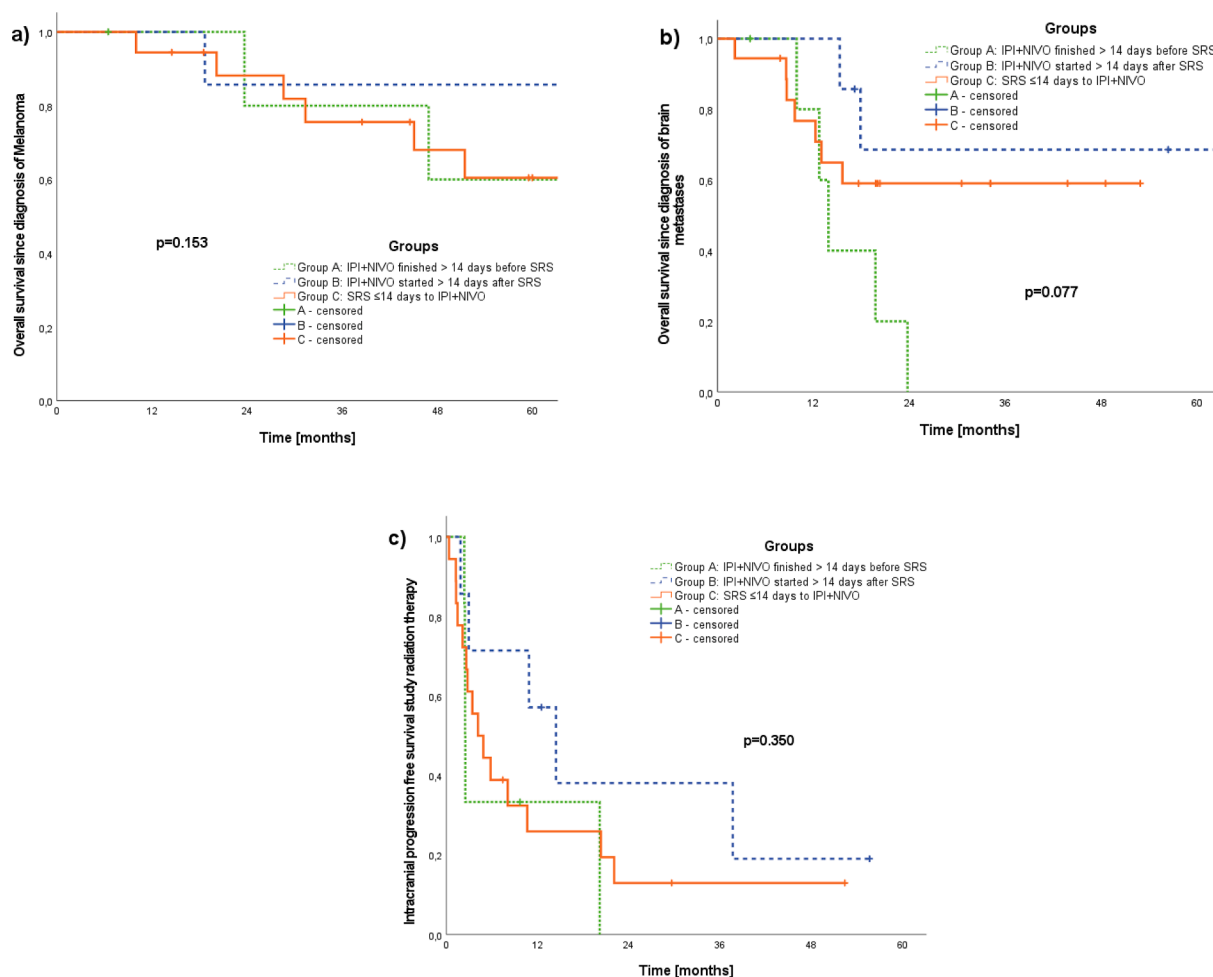 a)
Overall survival since diagnosis of Melanoma
1,0
0,8
0,6
0,4
0,2
0,0
p=0.153
Groups
Group A: IPI+NIVO finished > 14 days before SRS
Group B: IPI+NIVO started > 14 days after SRS
Group C: SRS ≤14 days to IPI+NIVO
A - censored
B - censored
C - censored
0 12 24 36 48 60
Time [months]
b)
Overall survival since diagnosis of brain
metastases
1,0
0,8
0,6
0,4
0,2
0,0
Groups
Group A: IPI+NIVO finished > 14 days before SRS
Group B: IPI+NIVO started > 14 days after SRS
Group C: SRS ≤14 days to IPI+NIVO
A - censored
B - censored
C - censored
p=0.077
0 12 24 36 48 60
Time [months]
c)
Intracranial progression free survival study radiation therapy
1,0
0,8
0,6
0,4
0,2
0,0
Groups
Group A: IPI+NIVO finished > 14 days before SRS
Group B: IPI+NIVO started > 14 days after SRS
Group C: SRS ≤14 days to IPI+NIVO
A - censored
B - censored
C - censored
p=0.350
0 12 24 36 48 60
Time [months]